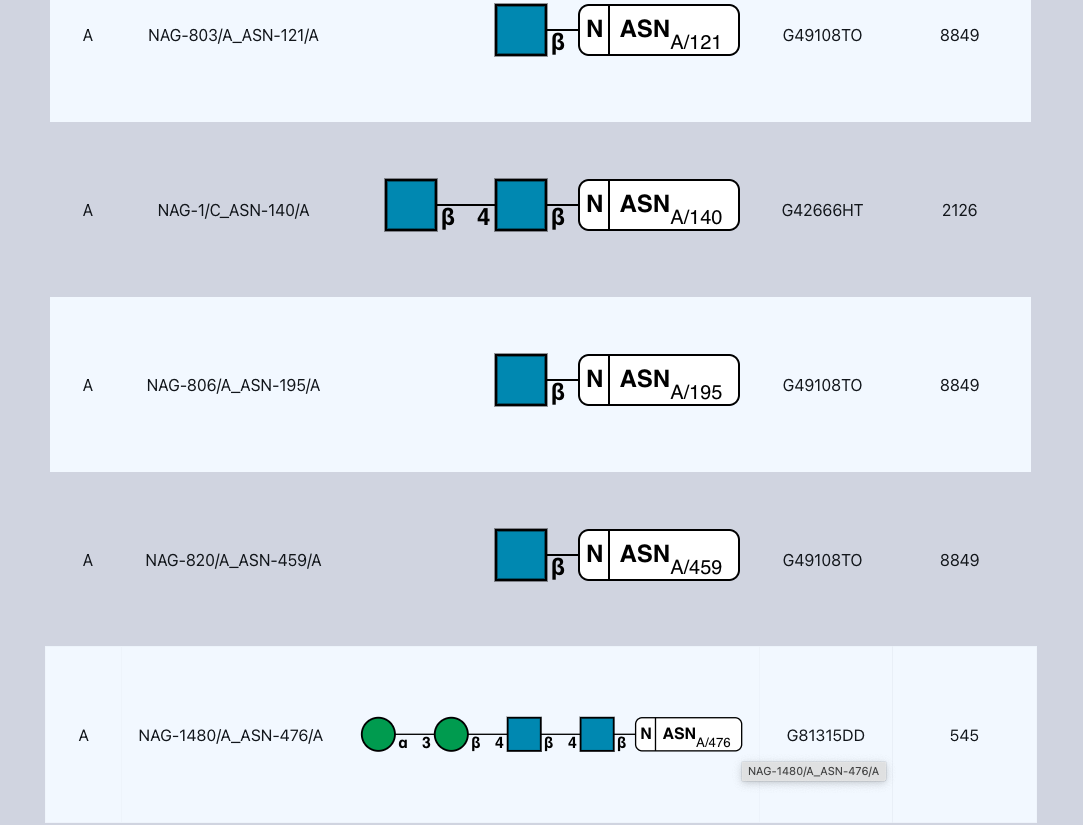 A NAG-803/A_ASN-121/A β N ASN A/121 G49108TO 8849
A NAG-1/C_ASN-140/A β 4 β N ASN A/140 G42666HT 2126
A NAG-806/A_ASN-195/A β N ASN A/195 G49108TO 8849
A NAG-820/A_ASN-459/A β N ASN A/459 G49108TO 8849
A NAG-1480/A_ASN-476/A α 3 β 4 β 4 β N ASN A/476 G81315DD 545
NAG-1480/A_ASN-476/A